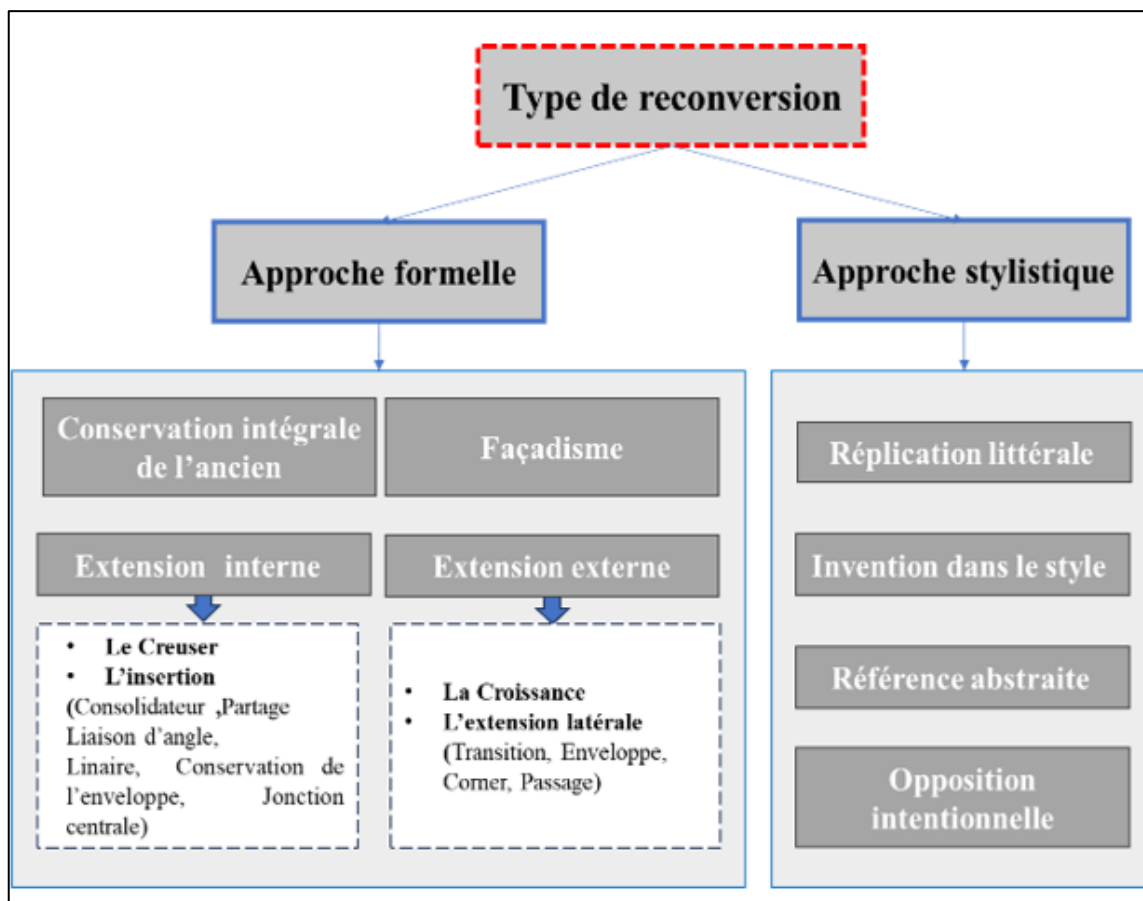 Type de reconversion
Approche formelle
Approche stylistique
Conservation intégrale
de l’ancien
Façadisme
Extension interne
Extension externe
• Le Creuser
• L’insertion
(Consolidateur ,Partage
Liaison d’angle,
Linaire, Conservation de
l’enveloppe, Jonction
centrale)
• La Croissance
• L’extension latérale
(Transition, Enveloppe,
Corner, Passage)
Réplication littérale
Invention dans le style
Référence abstraite
Opposition
intentionnelle